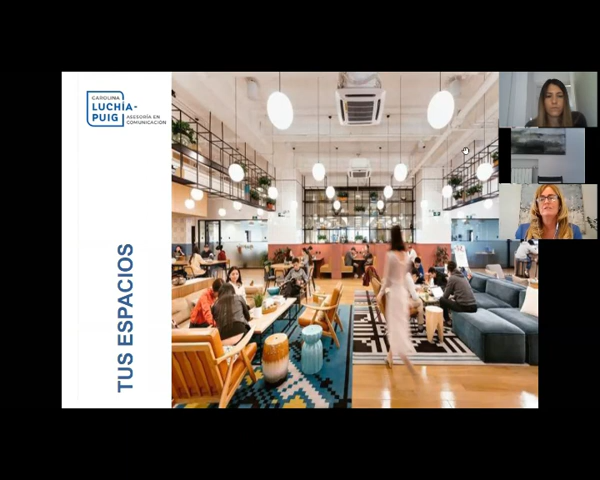 CAROLINA
LUCHÍA-
PUIG
ASESORÍA EN
COMUNICACIÓN
TUS ESPACIOS